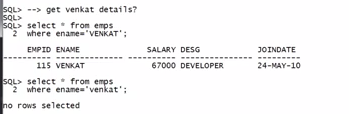 SQL> --> get venkat details?
SQL>
SQL> select * from emps
  2  where ename='VENKAT';

     EMPID ENAME                    SALARY DESG            JOINDATE
---------- --------------- ---------- --------------- ---------
       115 VENKAT                    67000 DEVELOPER       24-MAY-10

SQL> select * from emps
  2  where ename='venkat';

no rows selected